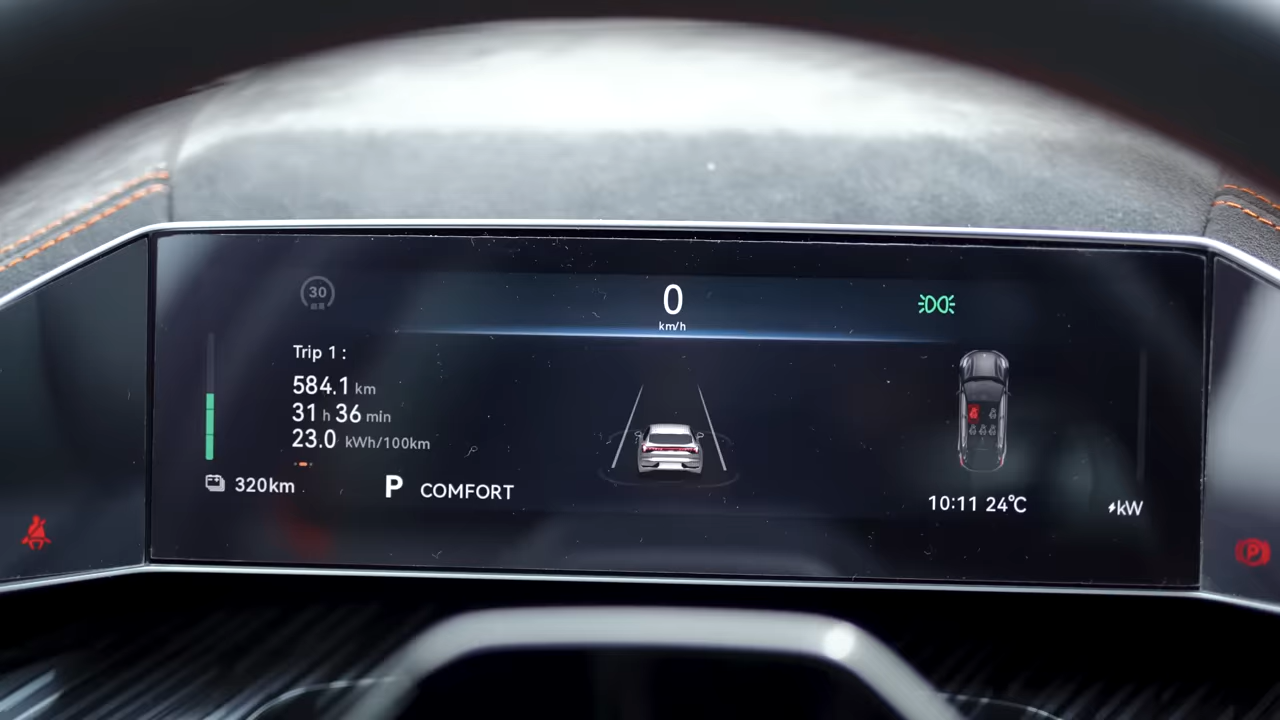 30
0
km/h
Trip 1 :
584.1 km
31 h 36 min
23.0 kWh/100km
320km
P COMFORT
10:11 24℃
kW
P